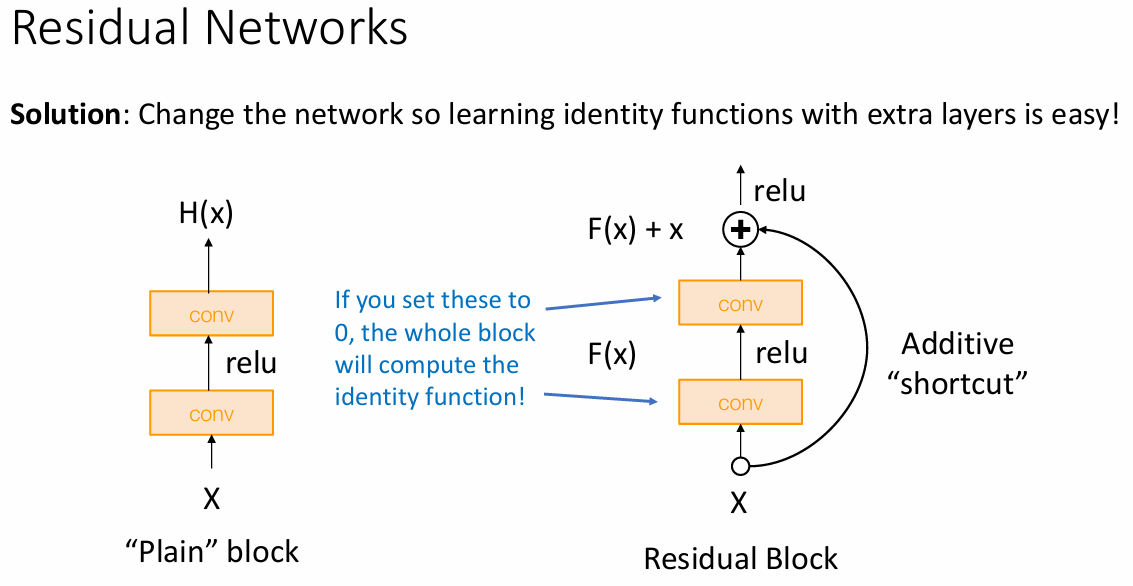 Residual Networks
Solution: Change the network so learning identity functions with extra layers is easy!
H(x)
conv
relu
conv
X
“Plain” block
If you set these to
0, the whole block
will compute the
identity function!
relu
F(x) + x
+
conv
F(x)
relu
conv
X
Residual Block
Additive
“shortcut”